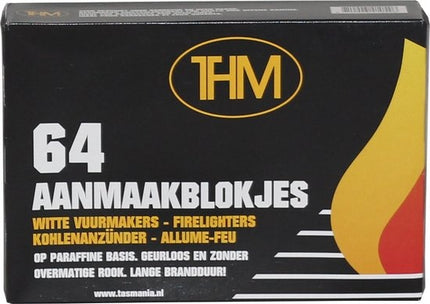 THM
64
AANMAAKBLOKJES
WITTE VUURMAKERS - FIRELIGHTERS
KOHLENANZÜNDER - ALLUME-FEU
OP PARAFFINE BASIS. GEURLOOS EN ZONDER
OVERMATIGE ROOK. LANGE BRANDDUUR!
www.tasmania.nl